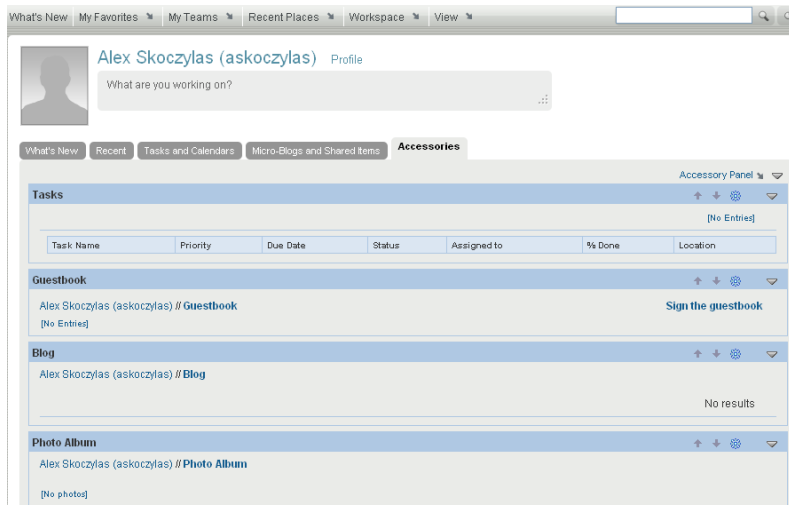 What's New My Favorites My Teams Recent Places Workspace View
Alex Skoczylas (askoczylas) Profile
What are you working on?
What's New Recent Tasks and Calendars Micro-Blogs and Shared Items Accessories
Accessory Panel
Tasks
[No Entries]
Task Name Priority Due Date Status Assigned to % Done Location
Guestbook
Alex Skoczylas (askoczylas) // Guestbook Sign the guestbook
[No Entries]
Blog
Alex Skoczylas (askoczylas) // Blog
No results
Photo Album
Alex Skoczylas (askoczylas) // Photo Album
[No photos]